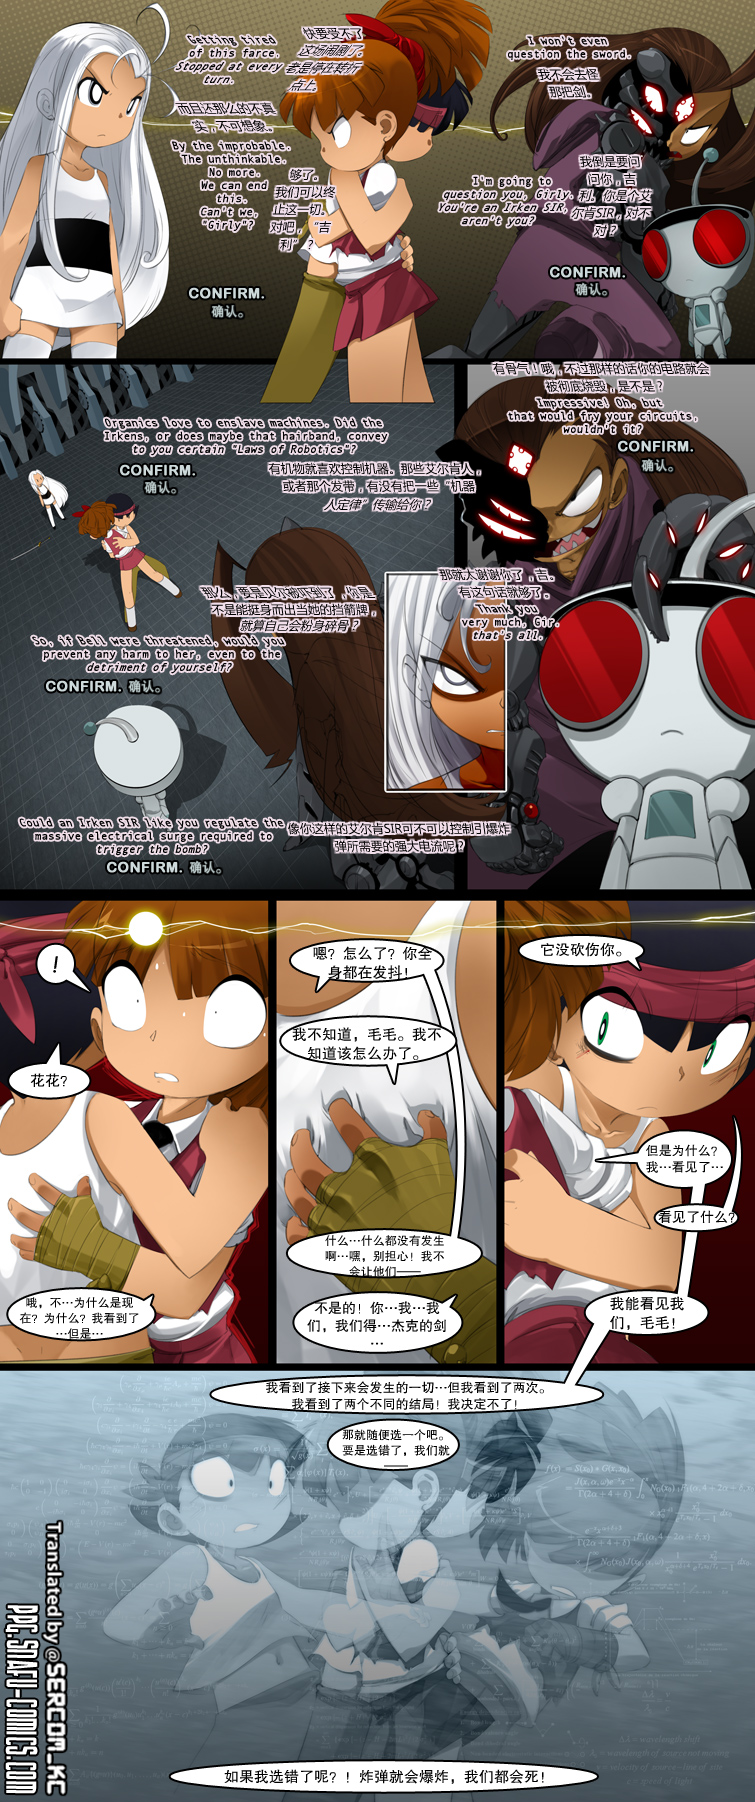 Getting tired
of this farce.
Stopped at every
turn.
快要受不了
这场闹剧了。
老是停在转折
点上。
而且还那么的不真
实，不可想象。
By the improbable.
The unthinkable.
No more.
We can end
this.
Can't we,
"Girly"?
够了。
我们可以终
止这一切。
对吧，“吉
利”？
CONFIRM.
确认。
I won't even
question the sword.
我不会去怪
那把剑。
I'm going to
question you, Girly.
You're an Irken SIR,
aren't you?
我倒是要问
问你，吉
利。你是个艾
尔肯SIR，对不
对？
CONFIRM.
确认。
Organics love to enslave machines. Did the
Irkens, or does maybe that hairband, convey
to you certain "Laws of Robotics"?
CONFIRM.
确认。
有机物就喜欢控制机器。那些艾尔肯人，
或者那个发带，有没有把一些“机器
人定律”传输给你？
So, if Bell were threatened, would you
prevent any harm to her, even to the
detriment of yourself?
不是能挺身而出当她的挡箭牌，
就算自己会粉身碎骨？
CONFIRM. 确认。
Could an Irken SIR like you regulate the
massive electrical surge required to
trigger the bomb?
像你这样的艾尔肯SIR可不可以控制引爆炸
弹所需要的强大电流呢？
CONFIRM. 确认。
有骨气！哦，不过那样的话你的电路就会
被彻底烧毁，是不是？
Impressive! Oh, but
that would fry your circuits,
wouldn't it?
CONFIRM.
确认。
那就太谢谢你了，吉。
有这句话就够了。
Thank you
very much, Gir.
that's all.
！
花花？
哦，不…为什么是现
在？为什么？我看到了
…但是…
嗯？怎么了？你全
身都在发抖！
我不知道，毛毛。我不
知道该怎么办了。
什么…什么都没有发生
啊…嘿，别担心！我不
会让他们——
不是的！你…我…我
们，我们得…杰克的剑
…
它没砍伤你。
但是为什么？
我…看见了…
看见了什么？
我能看见我
们，毛毛！
我看到了接下来会发生的一切…但我看到了两次。
我看到了两个不同的结局！我决定不了！
那就随便选一个吧。
要是选错了，我们就
——
如果我选错了呢？！炸弹就会爆炸，我们都会死！
Translated by @SERCOM_KC
PPG.SNAFU-COMICS.COM